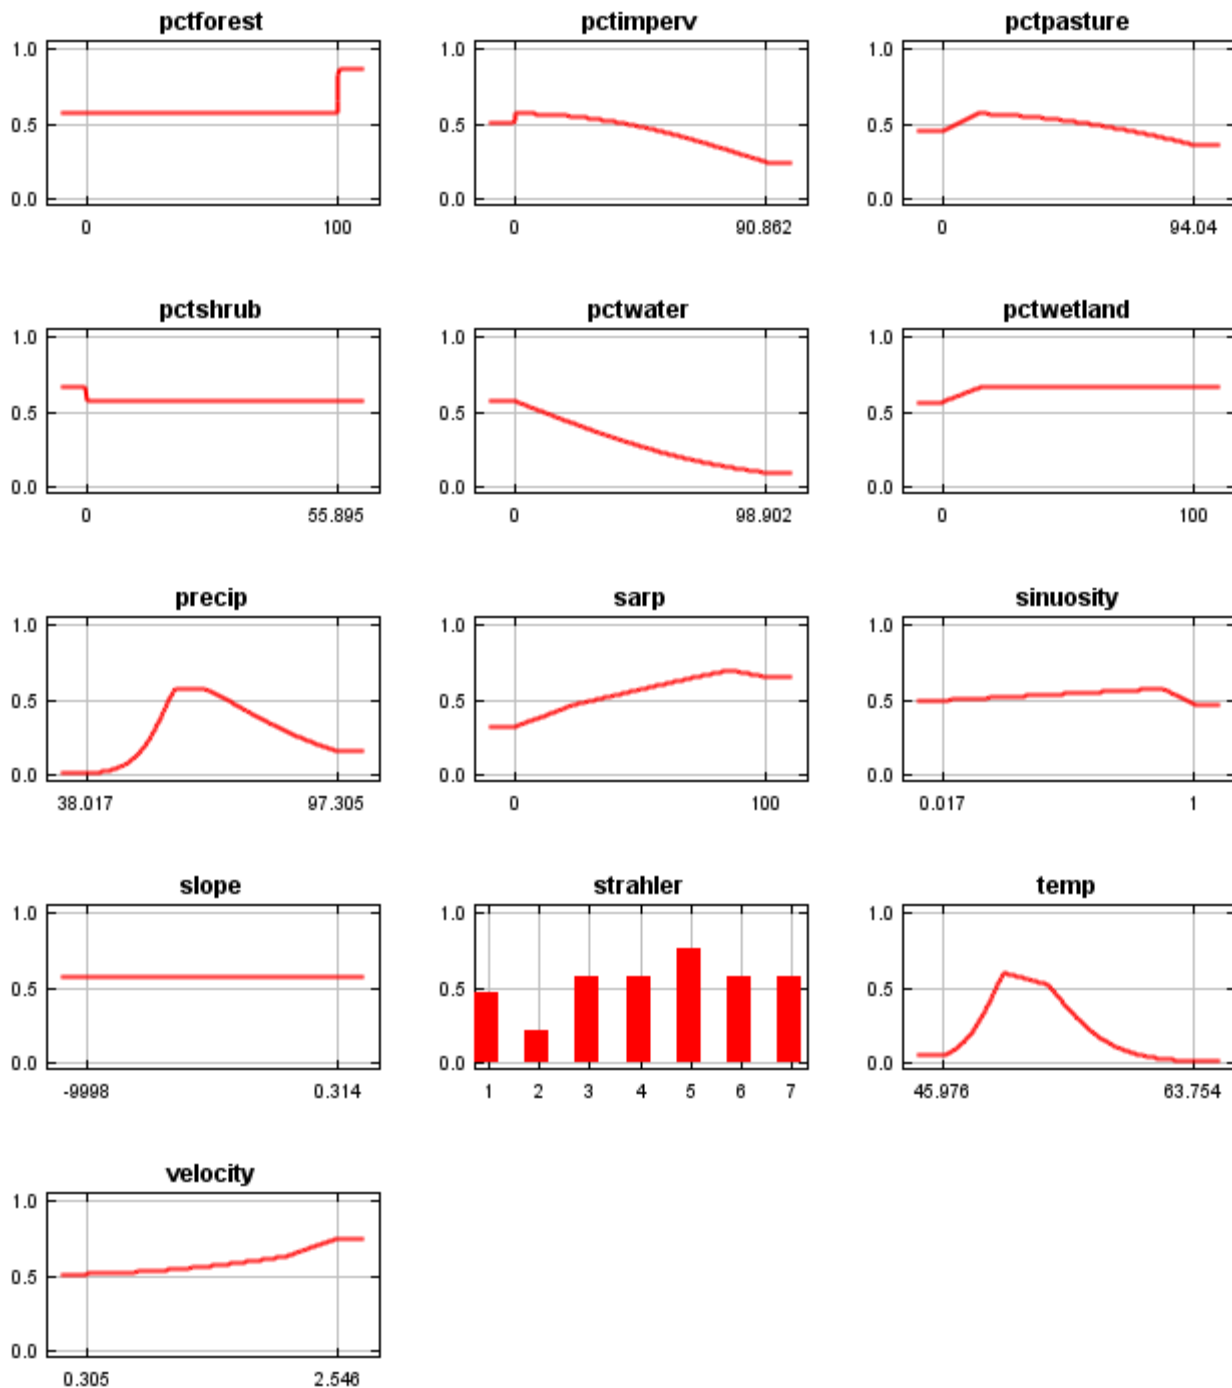 pctforest pctimperv pctpasture
1.0 1.0 1.0
0.5 0.5 0.5
0.0 0.0 0.0
0 100 0 90.862 0 94.04
pctshrub pctwater pctwetland
1.0 1.0 1.0
0.5 0.5 0.5
0.0 0.0 0.0
0 55.895 0 98.902 0 100
precip sarp sinuosity
1.0 1.0 1.0
0.5 0.5 0.5
0.0 0.0 0.0
38.017 97.305 0 100 0.017 1
slope strahler temp
1.0 1.0 1.0
0.5 0.5 0.5
0.0 0.0 0.0
-9998 0.314 1 2 3 4 5 6 7 45.976 63.754
velocity
1.0
0.5
0.0
0.305 2.546